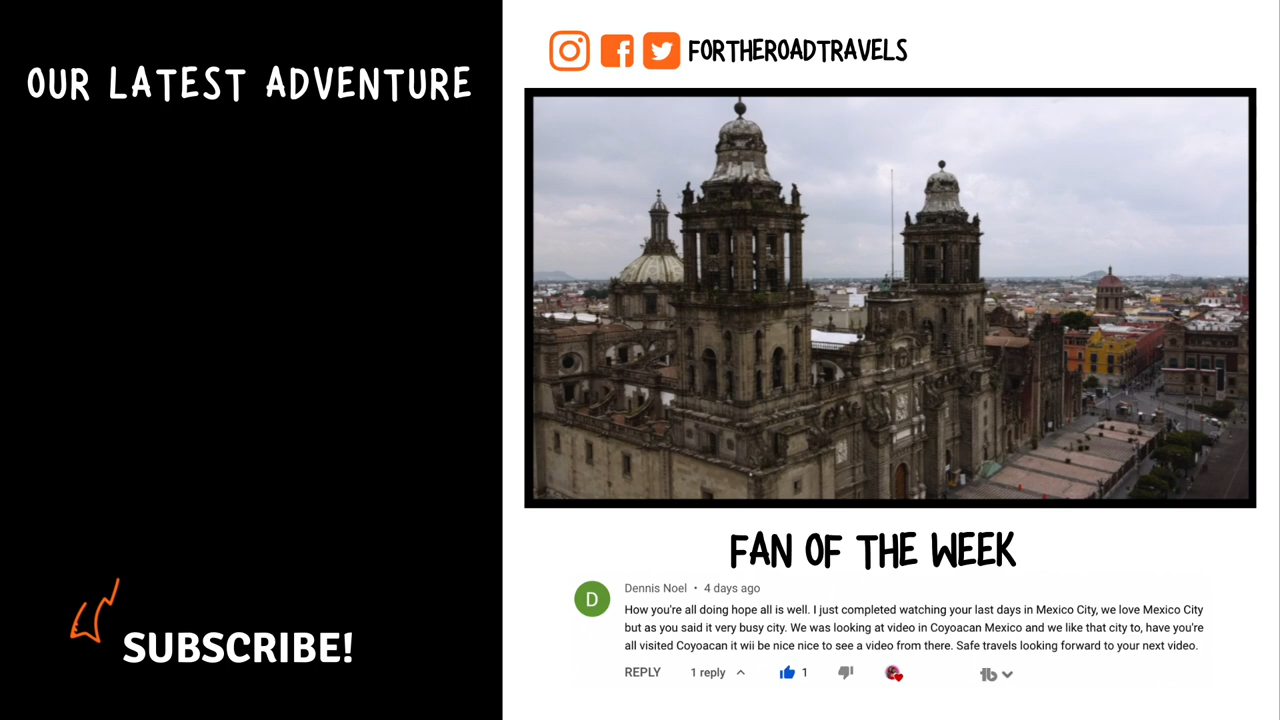 OUR LATEST ADVENTURE
SUBSCRIBE!
FORTHEROADTRAVELS
FAN OF THE WEEK
D
Dennis Noel • 4 days ago
How you're all doing hope all is well. I just completed watching your last days in Mexico City, we love Mexico City
but as you said it very busy city. We was looking at video in Coyoacan Mexico and we like that city to, have you're
all visited Coyoacan it wii be nice nice to see a video from there. Safe travels looking forward to your next video.
REPLY 1 reply 1 tb